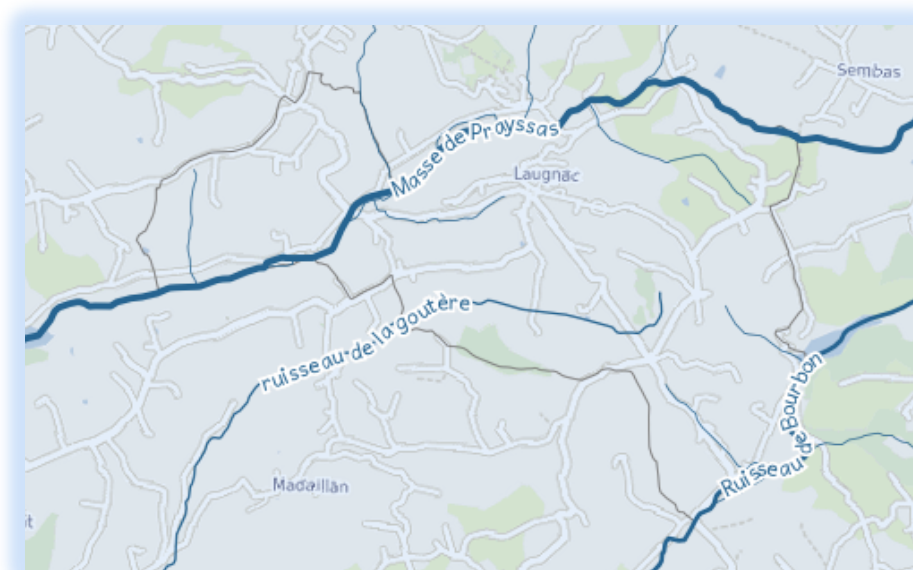 Sembas
Masse de Prayssas
Laugnac
ruisseau de la goutère
Ruisseau de Bourbon
Madaillan